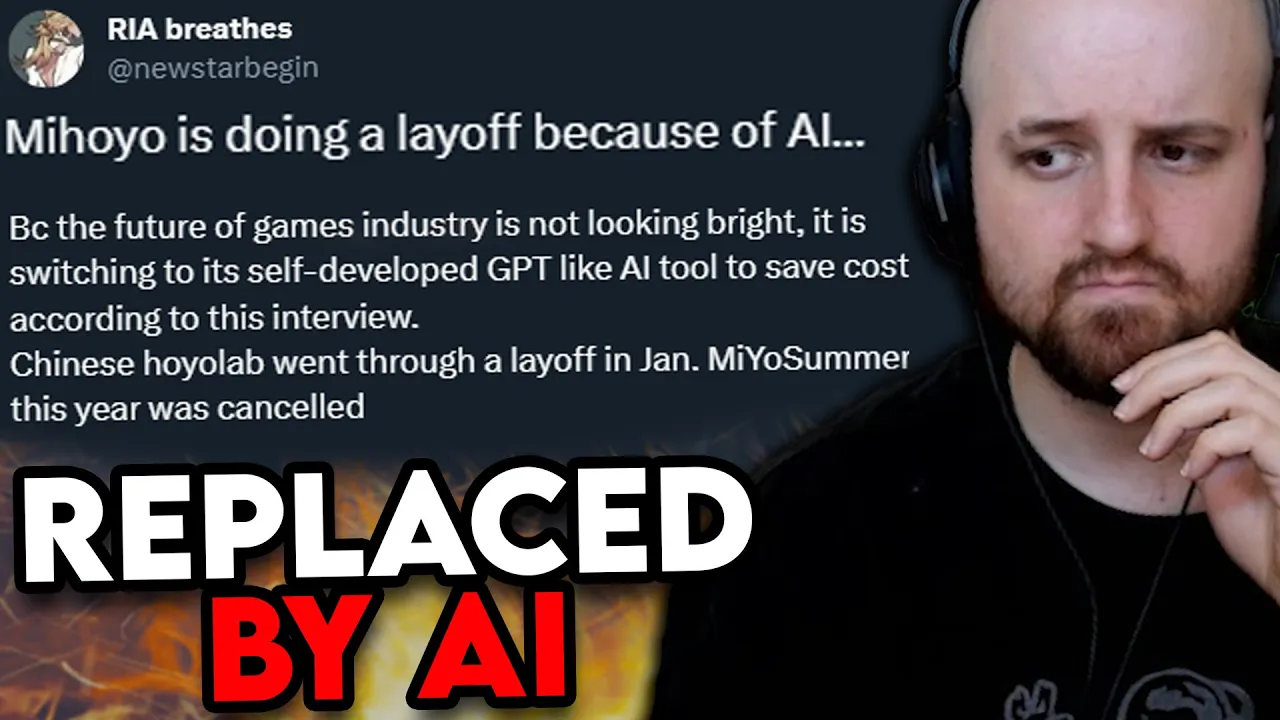 RIA breathes
@newstarbegin
Mihoyo is doing a layoff because of AI...
Bc the future of games industry is not looking bright, it is
switching to its self-developed GPT like AI tool to save cost
according to this interview.
Chinese hoyolab went through a layoff in Jan. MiYoSummer
this year was cancelled
REPLACED
BY AI